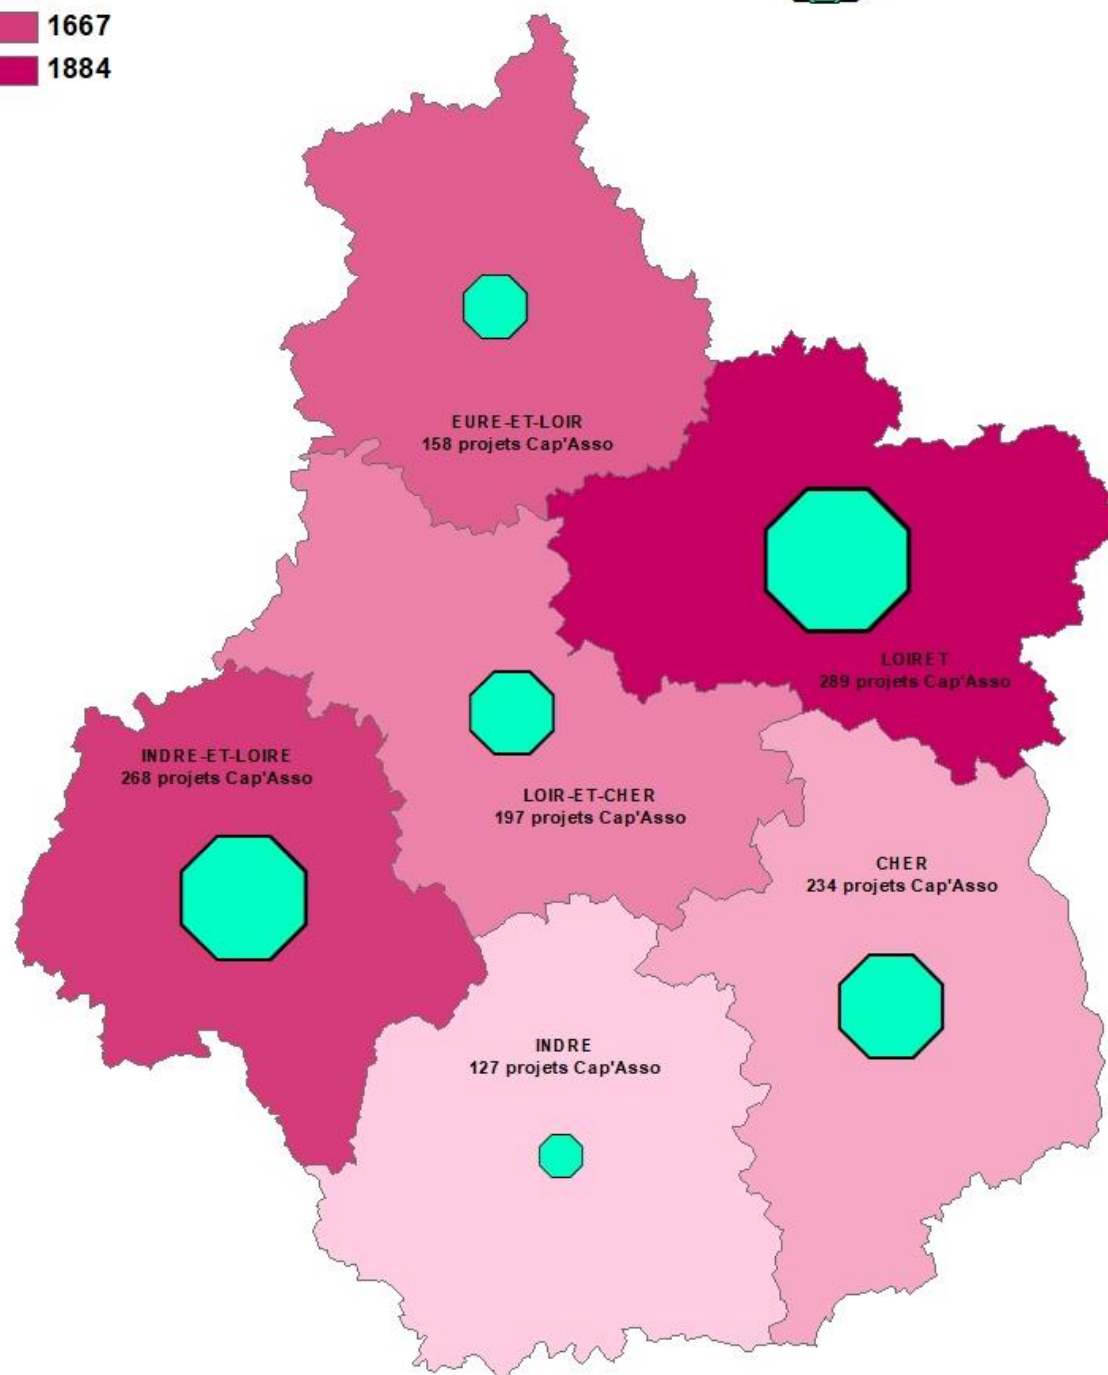 1667
1884
EURE-ET-LOIR
158 projets Cap'Asso
LOIRET
289 projets Cap'Asso
INDRE-ET-LOIRE
268 projets Cap'Asso
LOIR-ET-CHER
197 projets Cap'Asso
CHER
234 projets Cap'Asso
INDRE
127 projets Cap'Asso